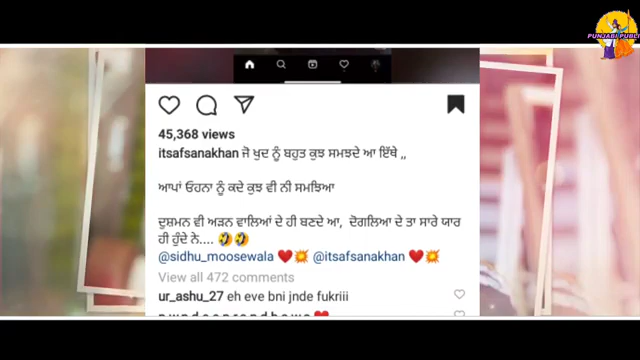 PUNJABI PUBLI
45,368 views
itsafsanakhan ਜੋ ਖੁਦ ਨੂੰ ਬਹੁਤ ਕੁਝ ਸਮਝਦੇ ਆ ਇੱਥੇ ,,
ਆਪਾਂ ਓਹਨਾ ਨੂੰ ਕਦੇ ਕੁਝ ਵੀ ਨੀ ਸਮਝਿਆ
ਦੁਸ਼ਮਨ ਵੀ ਅੜਨ ਵਾਲਿਆਂ ਦੇ ਹੀ ਬਣਦੇ ਆ, ਦੋਗਲਿਆ ਦੇ ਤਾ ਸਾਰੇ ਯਾਰ
ਹੀ ਹੁੰਦੇ ਨੇ.... 🤣🤣
@sidhu_moosewala ❤️💥 @itsafsanakhan ❤️💥
View all 472 comments
ur_ashu_27 eh eve bni jnde fukriii